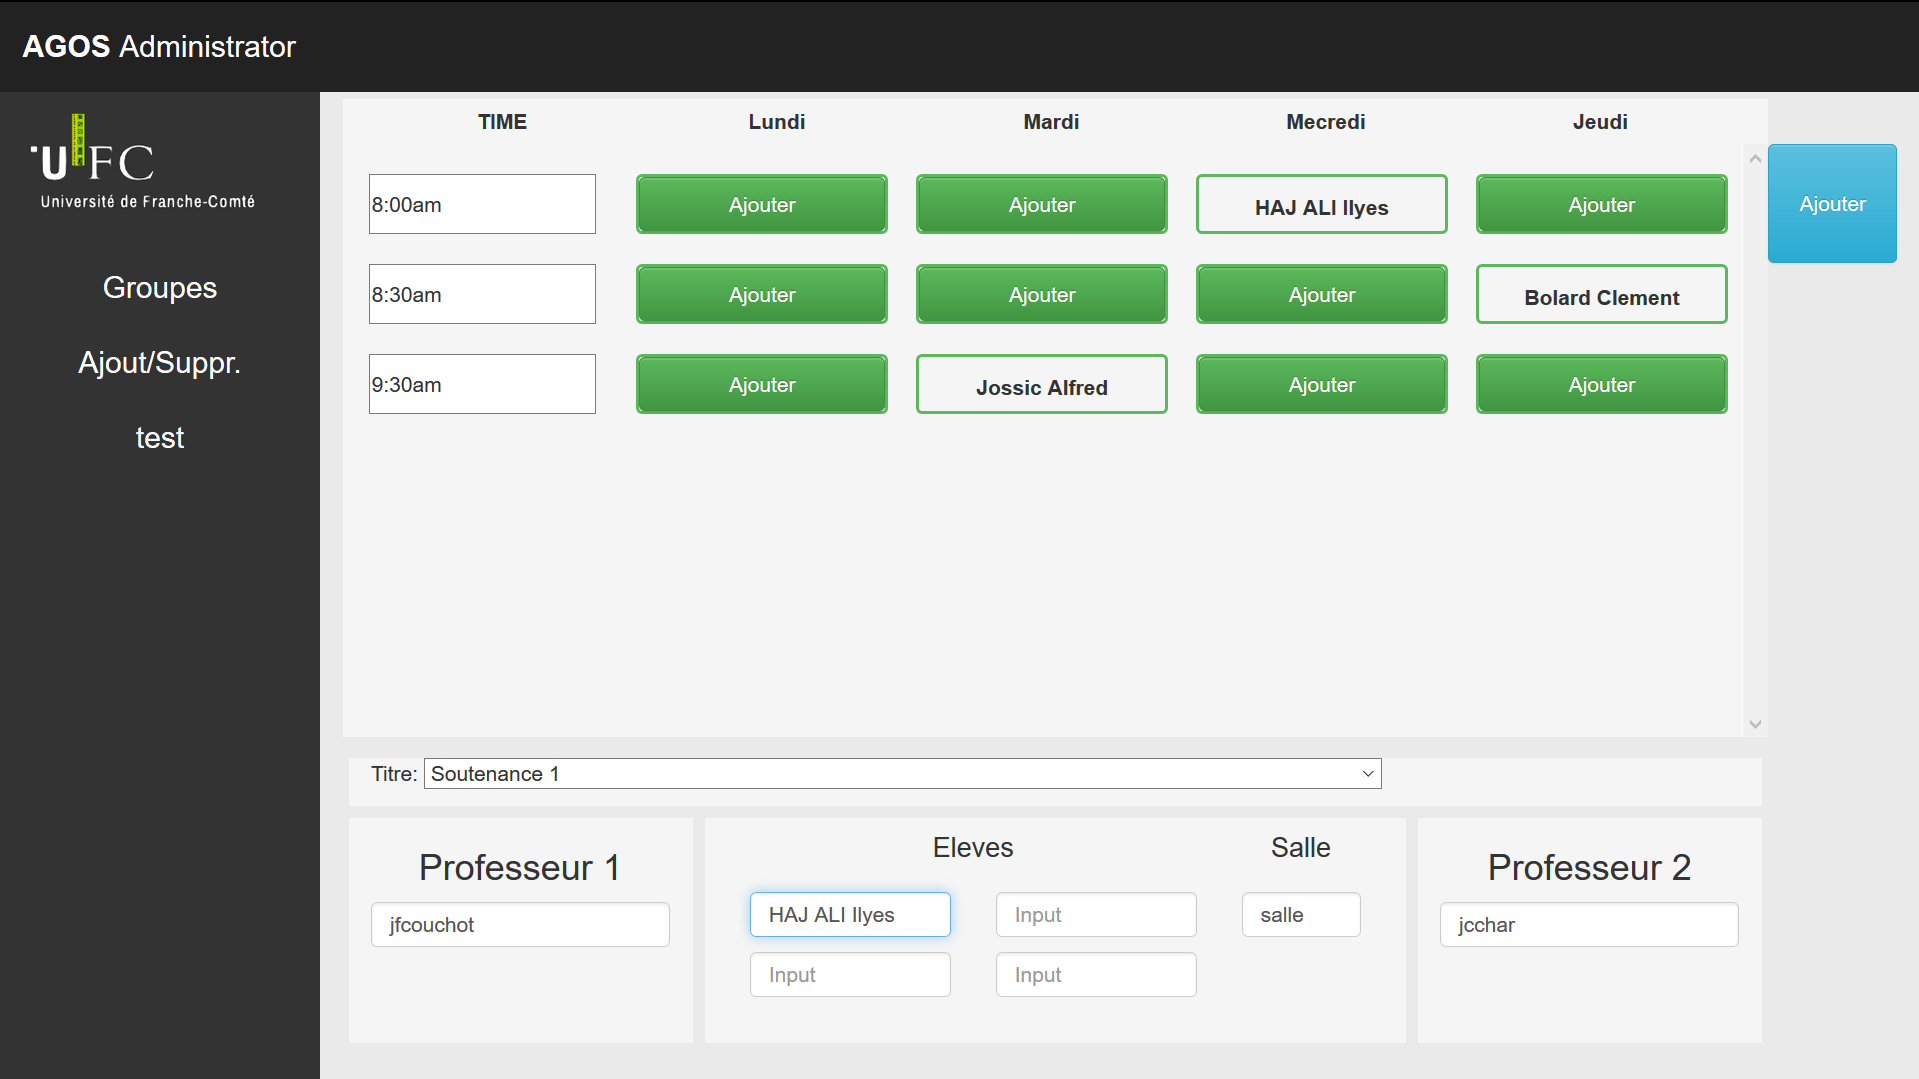 AGOS Administrator
UFC
Université de Franche-Comté
Groupes
Ajout/Suppr.
test
TIME Lundi Mardi Mecredi Jeudi
8:00am Ajouter Ajouter HAJ ALI Ilyes Ajouter
Ajouter
8:30am Ajouter Ajouter Ajouter Bolard Clement
9:30am Ajouter Jossic Alfred Ajouter Ajouter
Titre: Soutenance 1
Professeur 1
jfcouchot
Eleves Salle
HAJ ALI Ilyes Input salle
Input Input
Professeur 2
jcchar